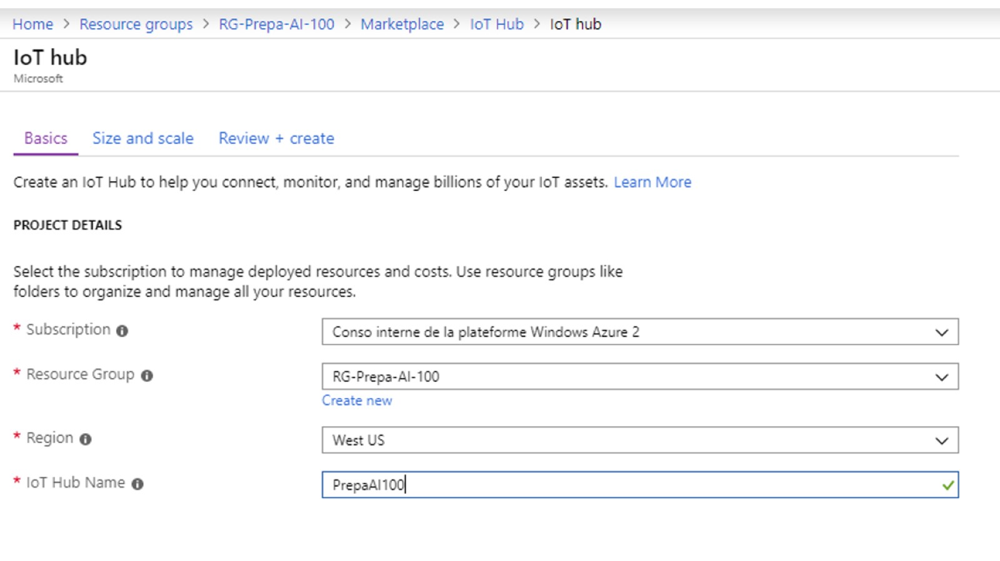 Home > Resource groups > RG-Prepa-AI-100 > Marketplace > IoT Hub > IoT hub
IoT hub
Microsoft
Basics Size and scale Review + create
Create an IoT Hub to help you connect, monitor, and manage billions of your IoT assets. Learn More
PROJECT DETAILS
Select the subscription to manage deployed resources and costs. Use resource groups like
folders to organize and manage all your resources.
* Subscription Conso interne de la plateforme Windows Azure 2
* Resource Group RG-Prepa-AI-100
Create new
* Region West US
* IoT Hub Name PrepaAI100